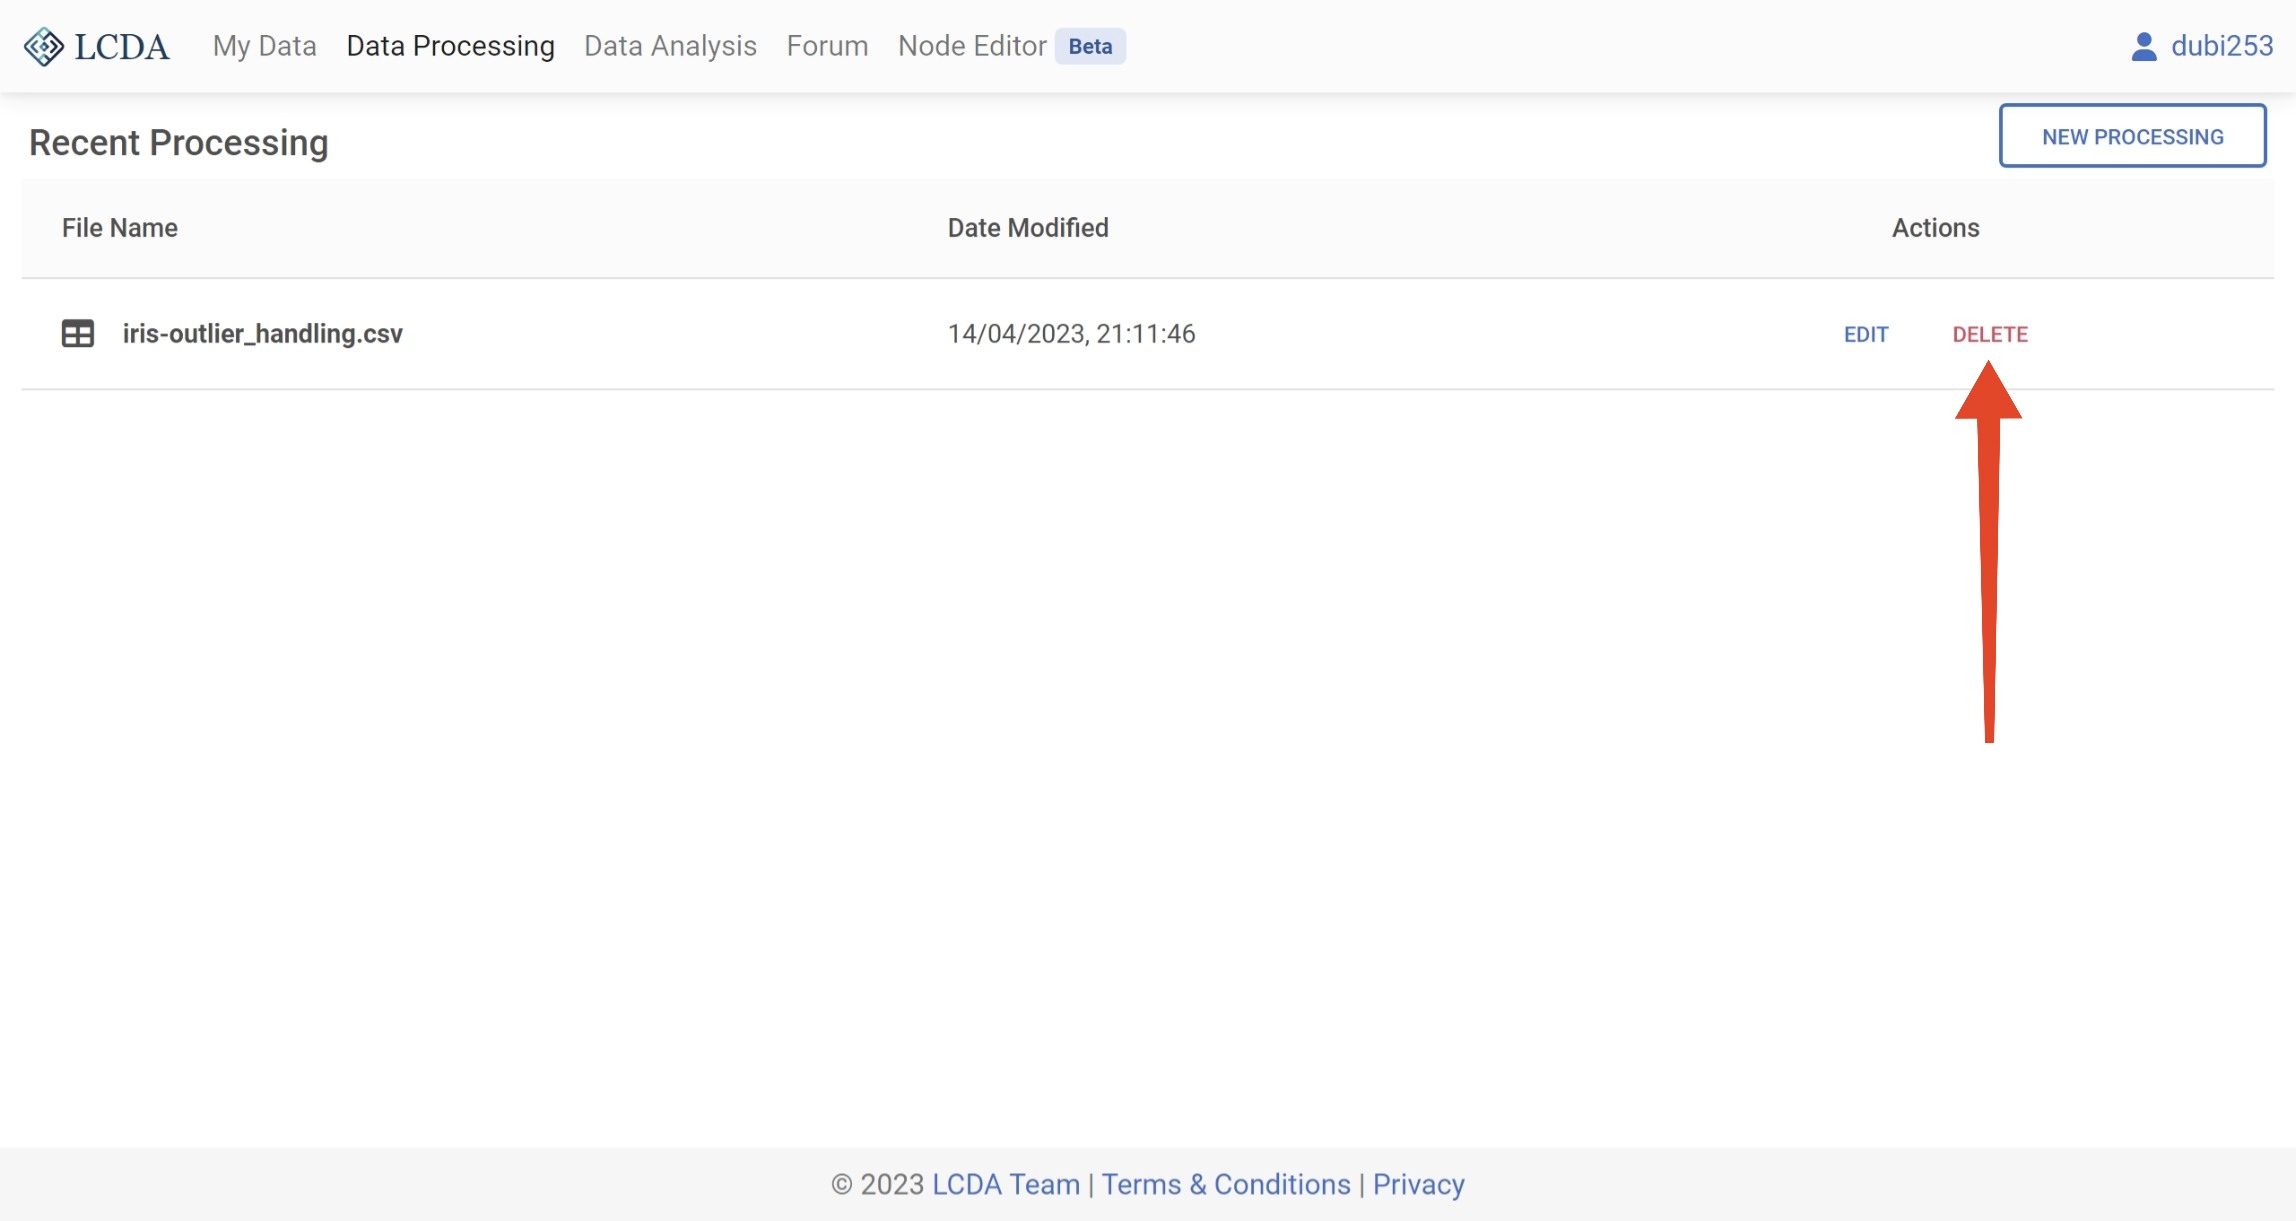 LCDA My Data Data Processing Data Analysis Forum Node Editor Beta dubi253
Recent Processing NEW PROCESSING
File Name Date Modified Actions
iris-outlier_handling.csv 14/04/2023, 21:11:46 EDIT DELETE
© 2023 LCDA Team | Terms & Conditions | Privacy